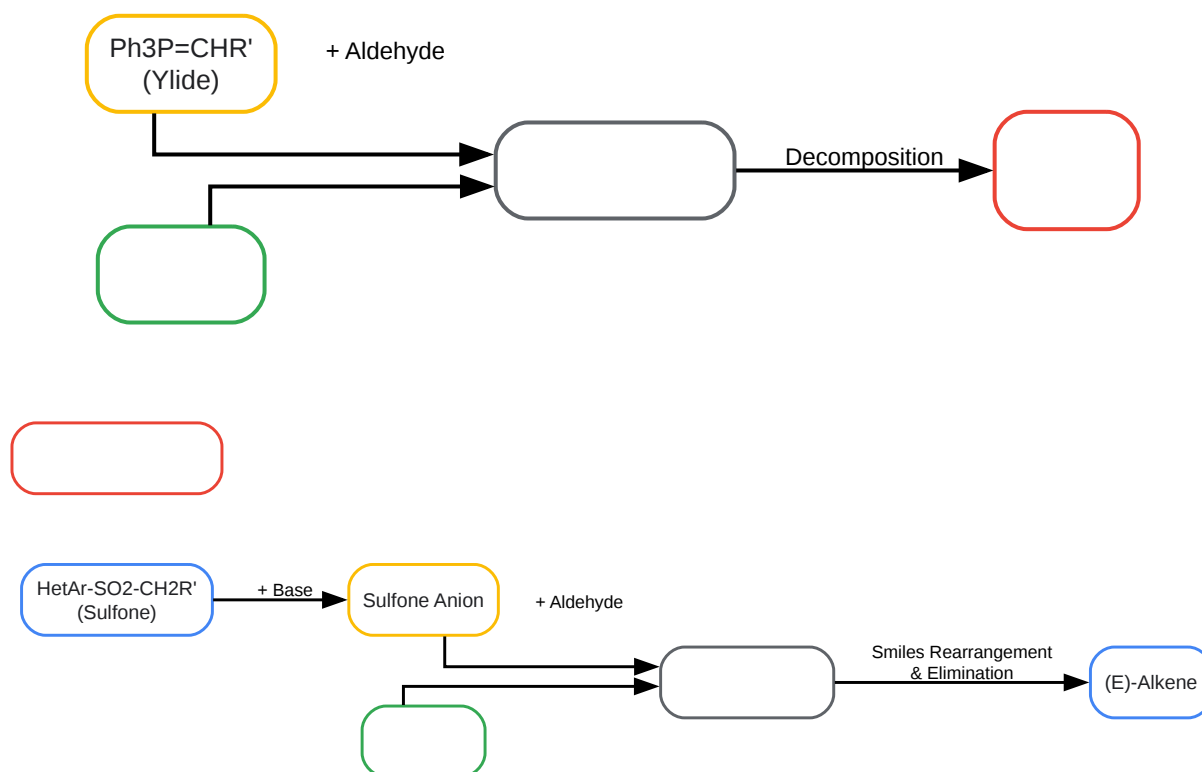 Ph3P=CHR'
(Ylide)
+ Aldehyde
Decomposition
HetAr-SO2-CH2R'
(Sulfone)
+ Base
Sulfone Anion
+ Aldehyde
Smiles Rearrangement
& Elimination
(E)-Alkene